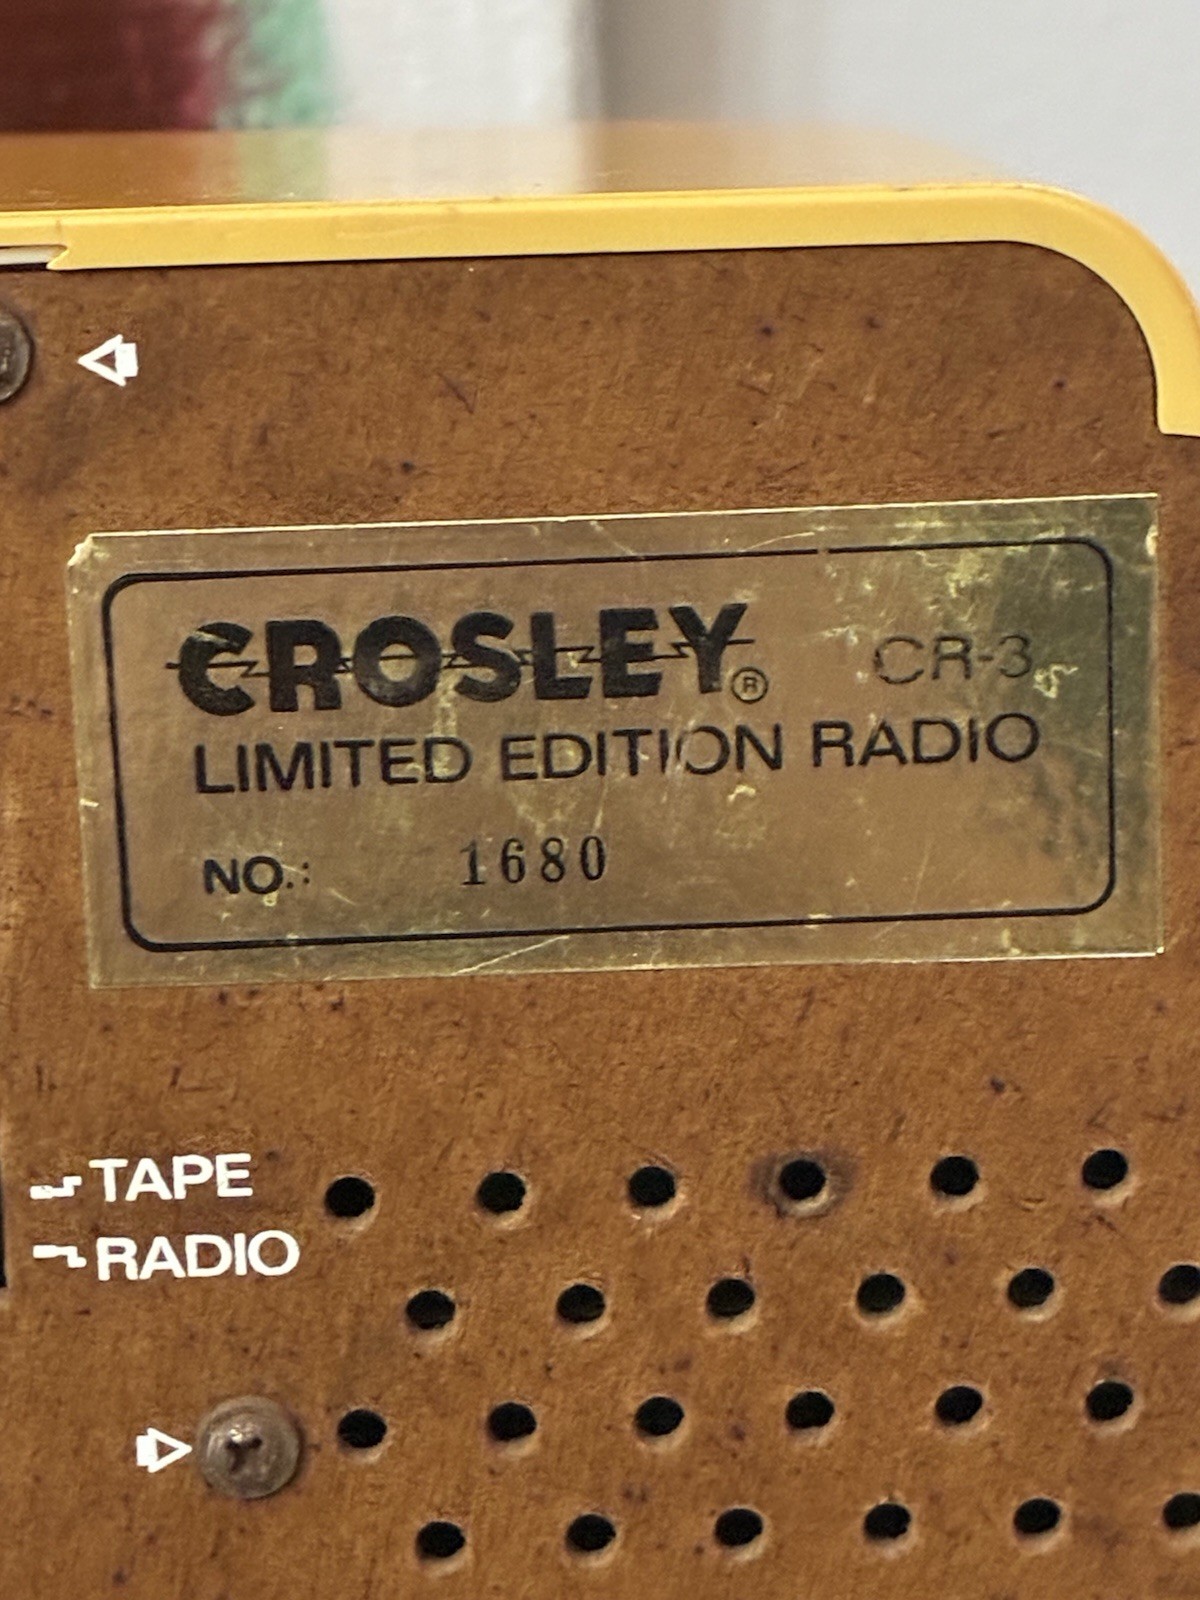 CROSLEY® CR-3
LIMITED EDITION RADIO
NO.: 1680
TAPE
RADIO